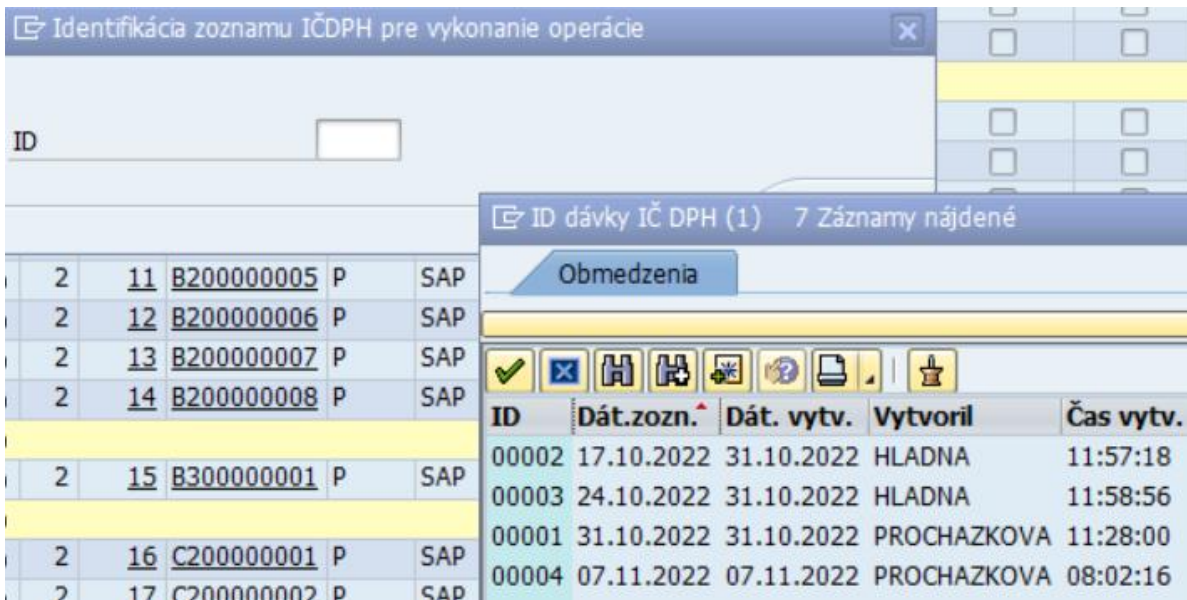 Identifikácia zoznamu IČDPH pre vykonanie operácie
ID
2 11 B200000005 P SAP
2 12 B200000006 P SAP
2 13 B200000007 P SAP
2 14 B200000008 P SAP
2 15 B300000001 P SAP
2 16 C200000001 P SAP
2 17 C200000002 P SAP
ID dávky IČ DPH (1) 7 Záznamy nájdené
Obmedzenia
ID Dát.zozn. Dát. vytv. Vytvoril Čas vytv.
00002 17.10.2022 31.10.2022 HLADNA 11:57:18
00003 24.10.2022 31.10.2022 HLADNA 11:58:56
00001 31.10.2022 31.10.2022 PROCHAZKOVA 11:28:00
00004 07.11.2022 07.11.2022 PROCHAZKOVA 08:02:16